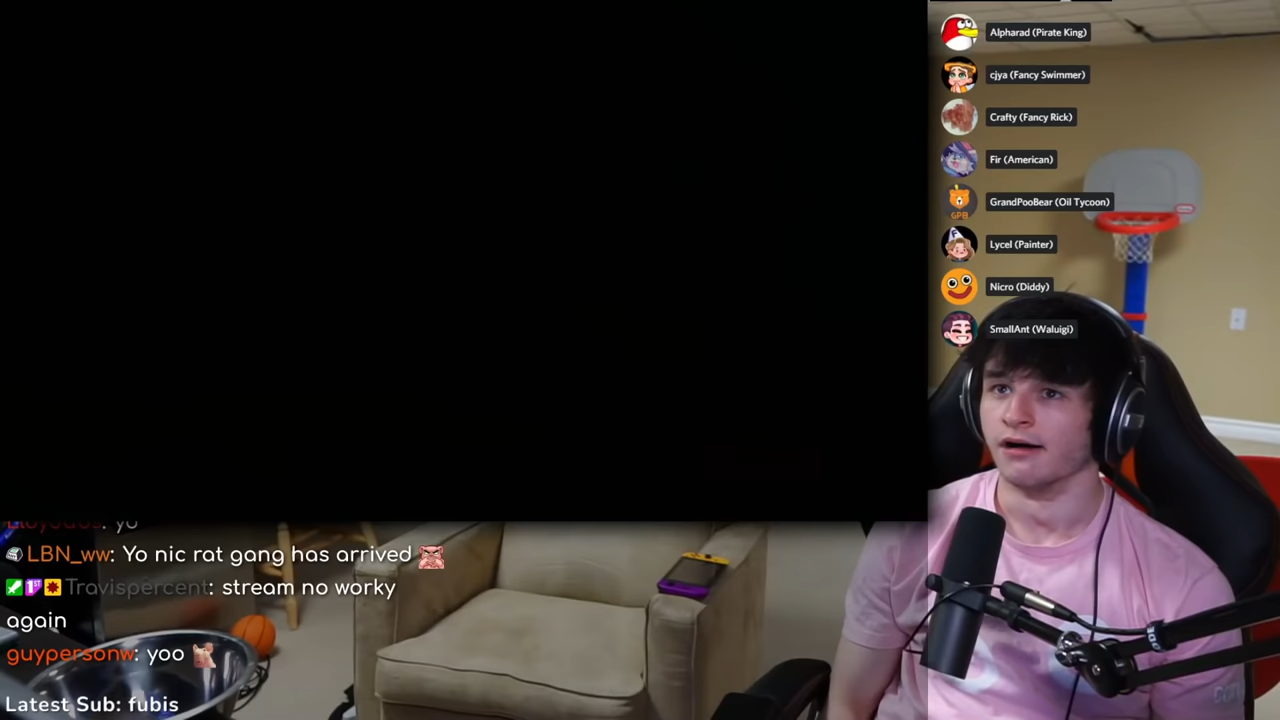 Alpharad (Pirate King)
cjya (Fancy Swimmer)
Crafty (Fancy Rick)
Fir (American)
GPB
GrandPooBear (Oil Tycoon)
Lycel (Painter)
Nicro (Diddy)
SmallAnt (Waluigi)
: yo
LBN_ww: Yo nic rat gang has arrived
1ST Travispercent: stream no worky
again
guypersonw: yoo
Latest Sub: fubis